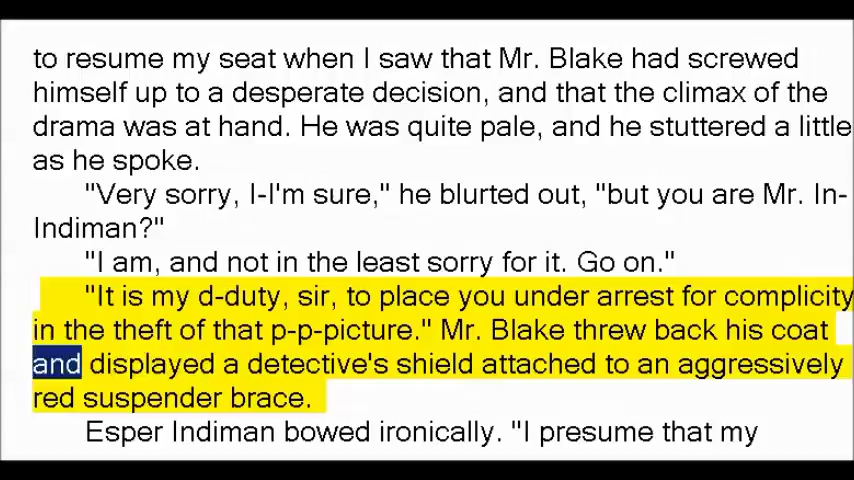 to resume my seat when I saw that Mr. Blake had screwed
himself up to a desperate decision, and that the climax of the
drama was at hand. He was quite pale, and he stuttered a little
as he spoke.
"Very sorry, I-I'm sure," he blurted out, "but you are Mr. In-
Indiman?"
"I am, and not in the least sorry for it. Go on."
"It is my d-duty, sir, to place you under arrest for complicity
in the theft of that p-p-picture." Mr. Blake threw back his coat
and displayed a detective's shield attached to an aggressively
red suspender brace.
Esper Indiman bowed ironically. "I presume that my